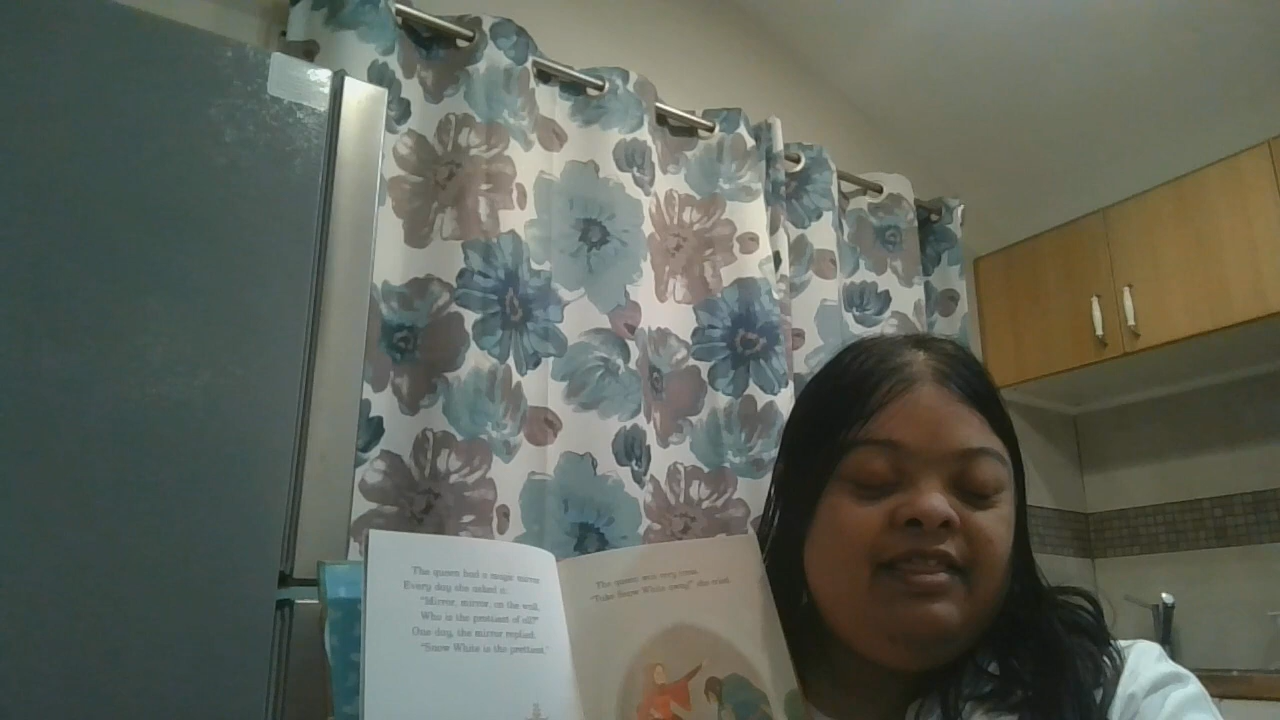 The queen had a magic mirror.
Every day she asked it:
"Mirror, mirror, on the wall,
Who is the prettiest of all?"
One day, the mirror replied,
"Snow White is the prettiest."
The queen was very cross.
"Take Snow White away!" she cried.